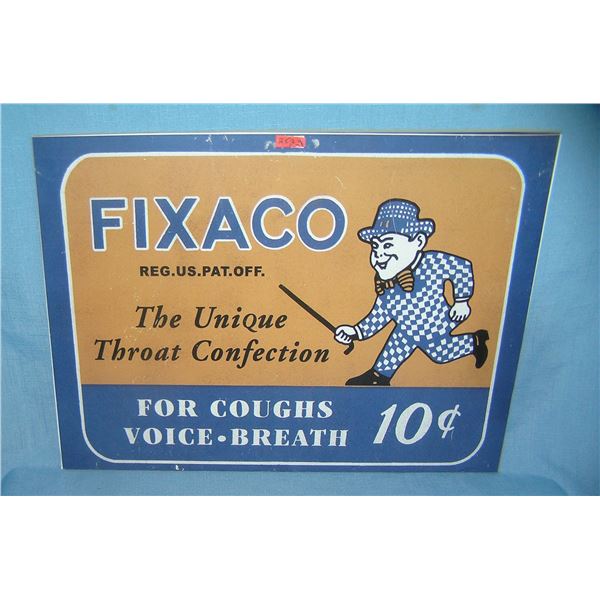 FIXACO
REG.US.PAT.OFF.
The Unique
Throat Confection
FOR COUGHS
VOICE•BREATH
10¢